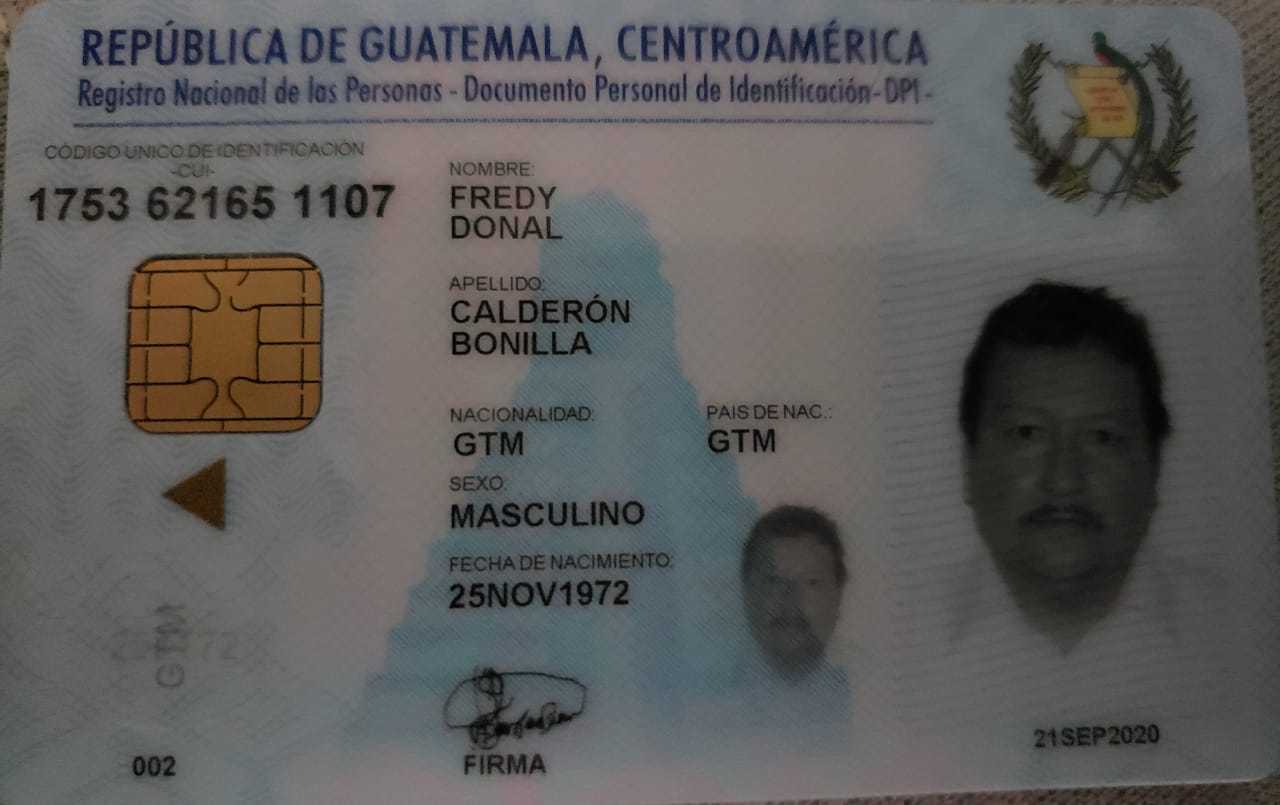 REPÚBLICA DE GUATEMALA, CENTROAMÉRICA
Registro Nacional de las Personas - Documento Personal de Identificación-DPI-
CÓDIGO UNICO DE IDENTIFICACIÓN
-CUI-
1753 62165 1107
NOMBRE:
FREDY
DONAL
APELLIDO:
CALDERÓN
BONILLA
NACIONALIDAD:
GTM
PAIS DE NAC.:
GTM
SEXO:
MASCULINO
FECHA DE NACIMIENTO:
25NOV1972
GTM
FIRMA
002
21SEP2020